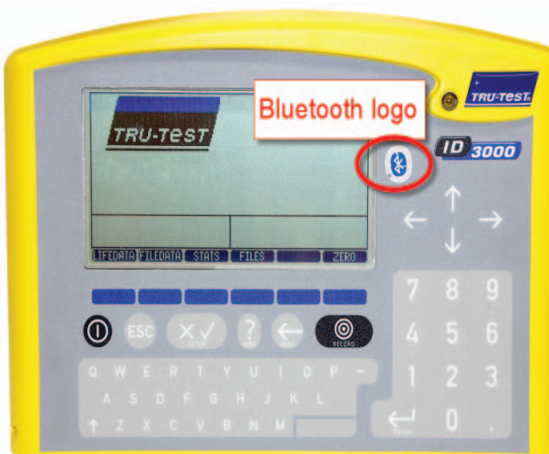 TRU-TEST
Bluetooth logo
TRU-TEST
ID 3000
LIFEDATA FILEDATA STATS FILES ZERO
7 8 9
ESC ? RECORD
4 5 6
Q W E R T Y U I O P -
1 2 3
A S D F G H J K L
↑ Z X C V B N M
ENTER 0 .